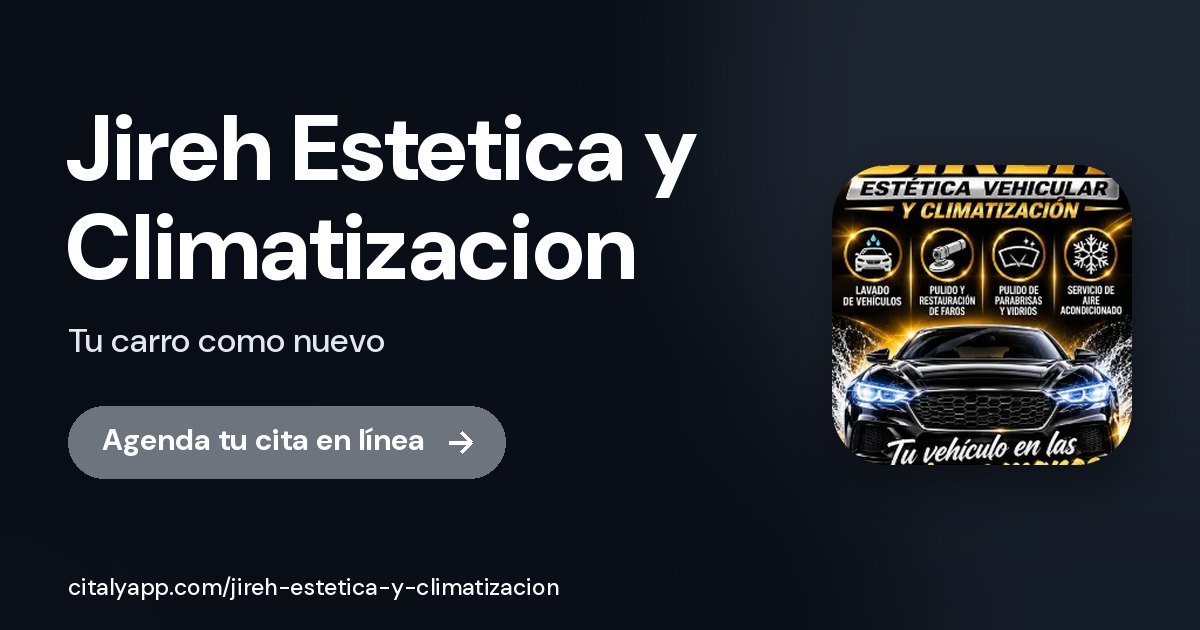 Jireh Estetica y
Climatizacion
Tu carro como nuevo
Agenda tu cita en línea
citalyapp.com/jireh-estetica-y-climatizacion
ESTÉTICA VEHICULAR
Y CLIMATIZACIÓN
LAVADO
DE VEHÍCULOS
PULIDO Y
RESTAURACIÓN
DE FAROS
PULIDO DE
PARABRISAS
Y VIDRIOS
SERVICIO DE
AIRE
ACONDICIONADO
Tu vehículo en las